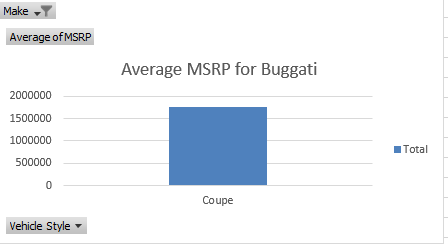 Make
Average of MSRP
Average MSRP for Buggati
2000000
1500000
1000000
500000
0
Total
Coupe
Vehicle Style